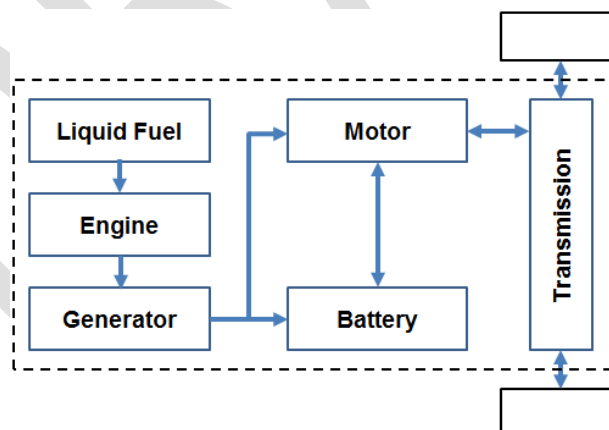 Liquid Fuel
Motor
Engine
Transmission
Generator
Battery